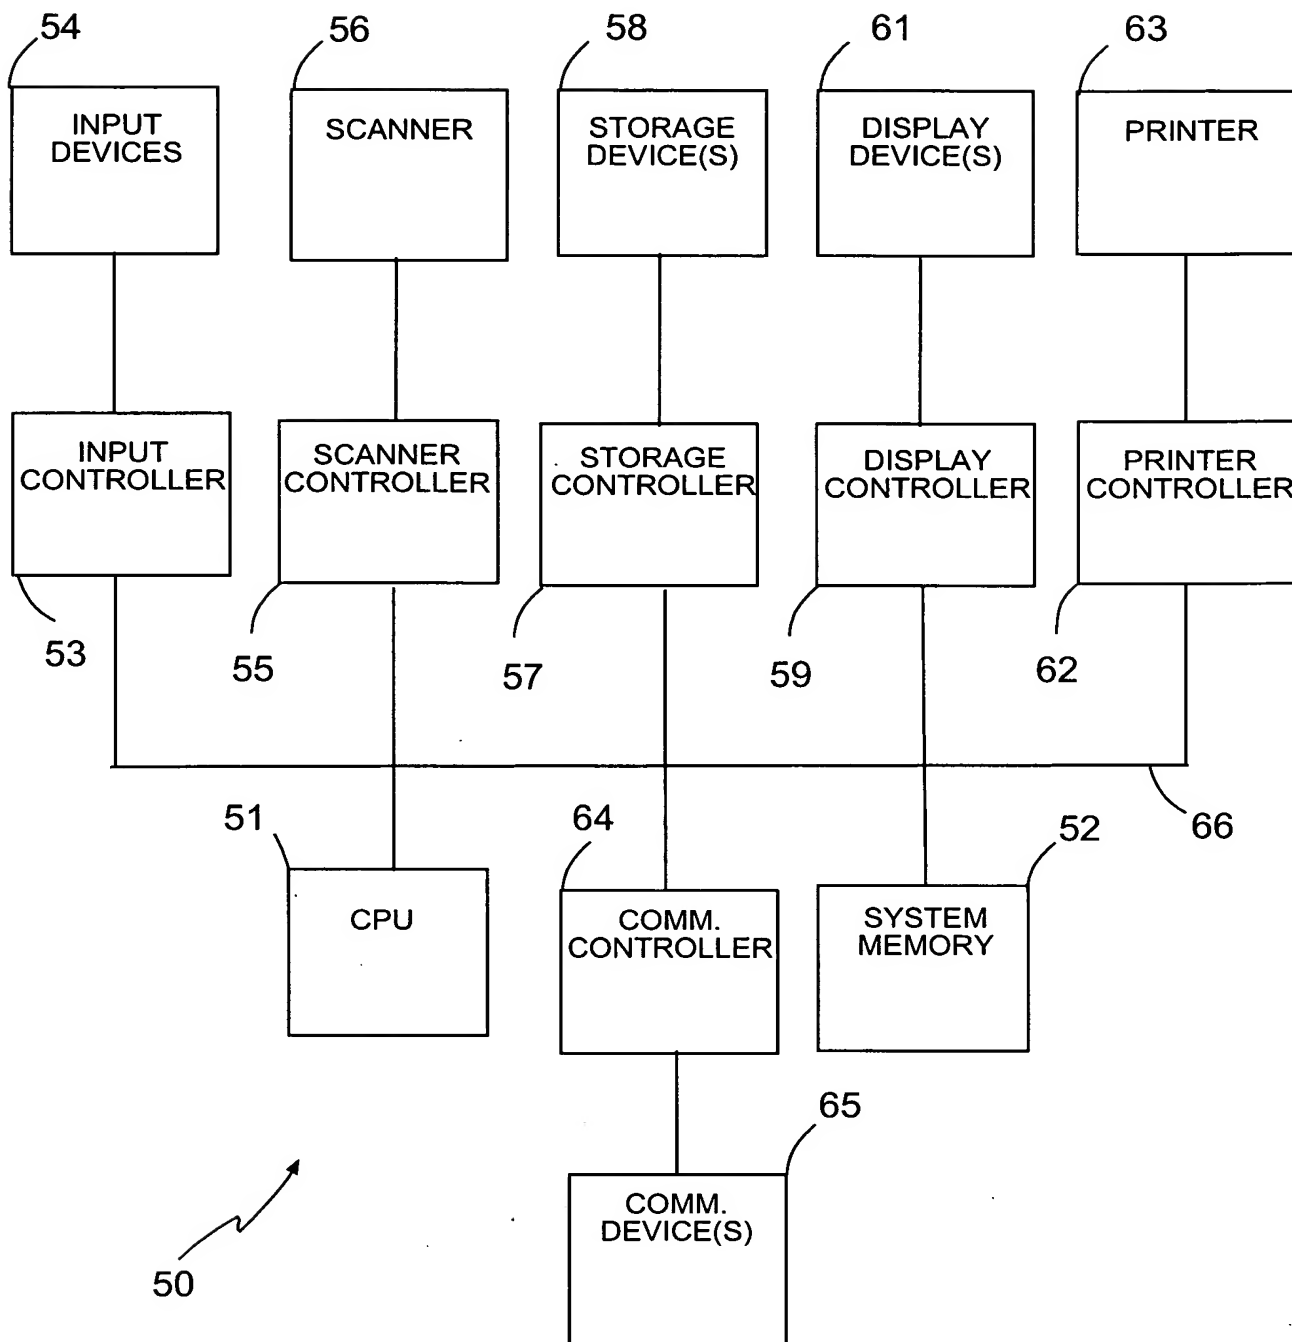 54
56
58
61
63
INPUT
DEVICES
SCANNER
STORAGE
DEVICE(S)
DISPLAY
DEVICE(S)
PRINTER
INPUT
CONTROLLER
SCANNER
CONTROLLER
STORAGE
CONTROLLER
DISPLAY
CONTROLLER
PRINTER
CONTROLLER
53
55
57
59
62
66
51
64
52
CPU
COMM.
CONTROLLER
SYSTEM
MEMORY
65
COMM.
DEVICE(S)
50